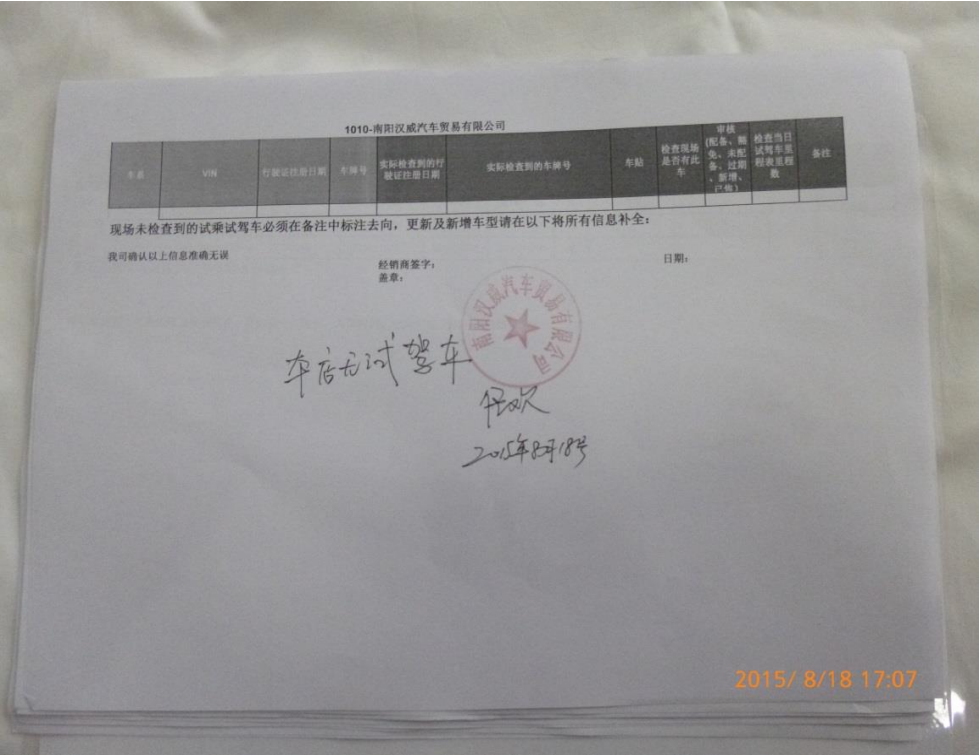 1010-南阳汉威汽车贸易有限公司
车系 VIN 行驶证注册日期 车牌号 实际检查到的行驶证注册日期 实际检查到的车牌号 车贴 检查现场是否有此车 审核(配备、豁免、未配备、过期、新增、已售) 检查当日试驾车里程表里程数 备注
现场未检查到的试乘试驾车必须在备注中标注去向，更新及新增车型请在以下将所有信息补全：
我司确认以上信息准确无误
经销商签字：
日期：
盖章：
南阳汉威汽车贸易有限公司
本店无试驾车
2015年8月18号
2015/ 8/18 17:07